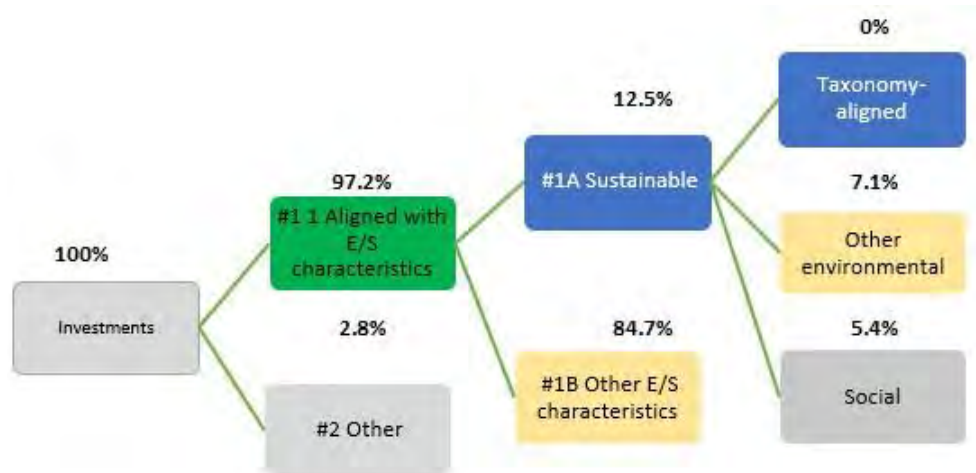 0%
Taxonomy-
aligned
12.5%
#1A Sustainable
97.2%
7.1%
#1 1 Aligned with
E/S
characteristics
Other
environmental
100%
Investments
2.8%
84.7%
5.4%
#2 Other
#1B Other E/S
characteristics
Social